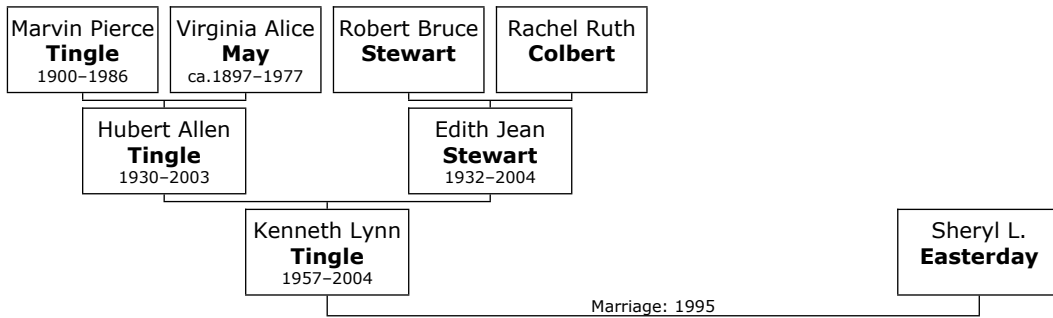 Marvin Pierce
Tingle
1900–1986
Virginia Alice
May
ca.1897–1977
Robert Bruce
Stewart
Rachel Ruth
Colbert
Hubert Allen
Tingle
1930–2003
Edith Jean
Stewart
1932–2004
Kenneth Lynn
Tingle
1957–2004
Sheryl L.
Easterday
Marriage: 1995